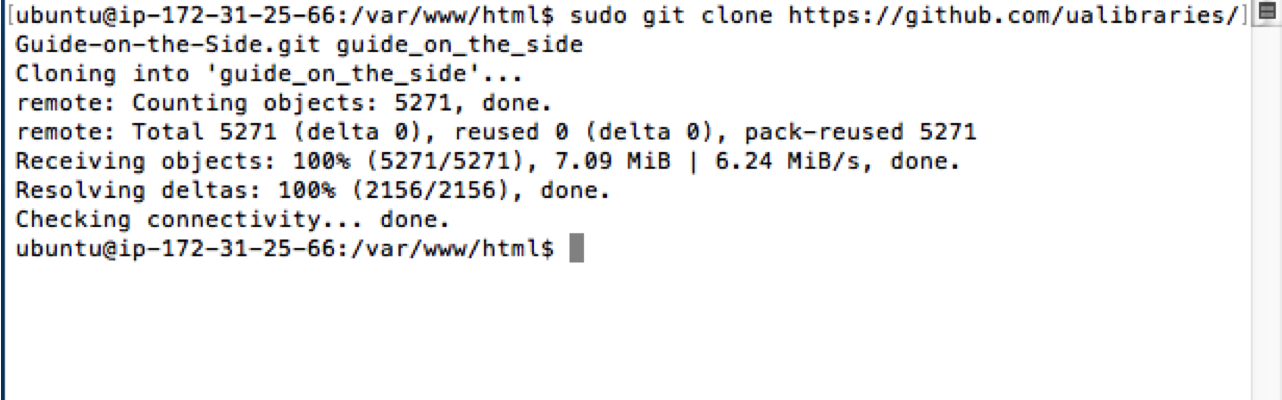 [ubuntu@ip-172-31-25-66:/var/www/html$ sudo git clone https://github.com/ualibraries/]
Guide-on-the-Side.git guide_on_the_side
Cloning into 'guide_on_the_side'...
remote: Counting objects: 5271, done.
remote: Total 5271 (delta 0), reused 0 (delta 0), pack-reused 5271
Receiving objects: 100% (5271/5271), 7.09 MiB | 6.24 MiB/s, done.
Resolving deltas: 100% (2156/2156), done.
Checking connectivity... done.
ubuntu@ip-172-31-25-66:/var/www/html$